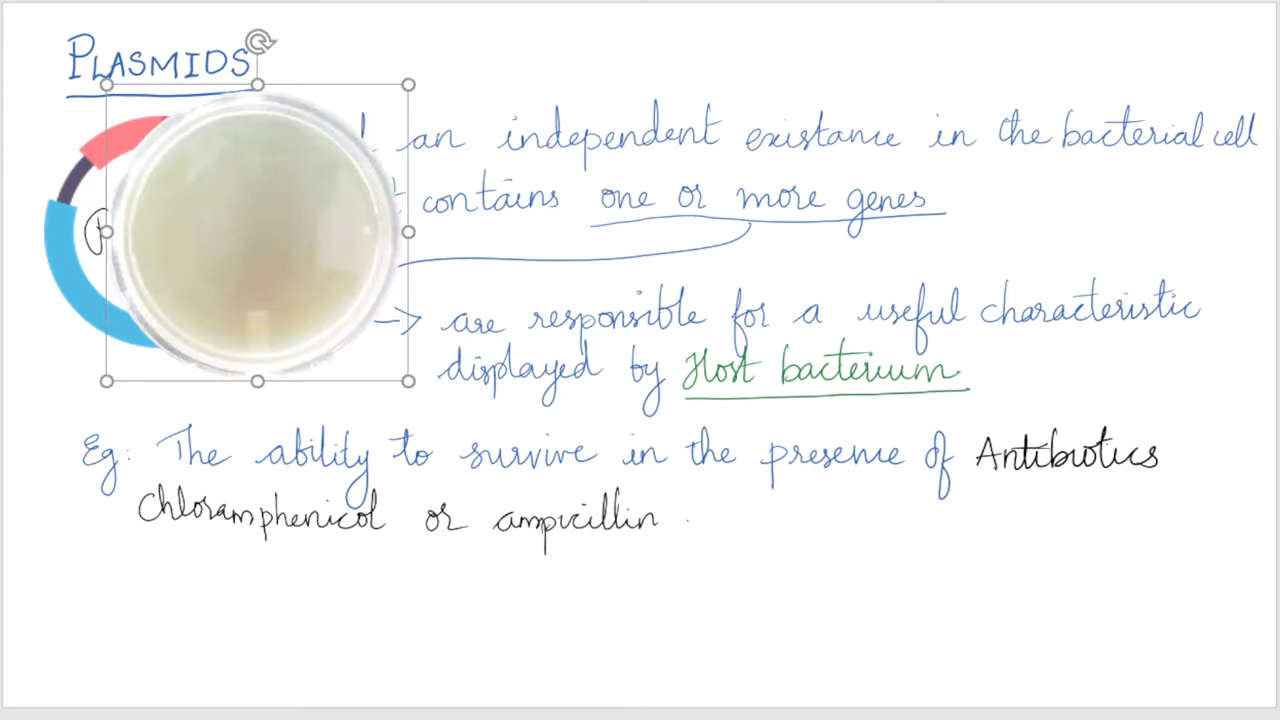 PLASMIDS
an independent existance in the bacterial cell
contains one or more genes
→ are responsible for a useful characteristic
displayed by Host bacterium
Eg: The ability to survive in the presence of Antibiotics
Chloramphenicol or ampicillin .